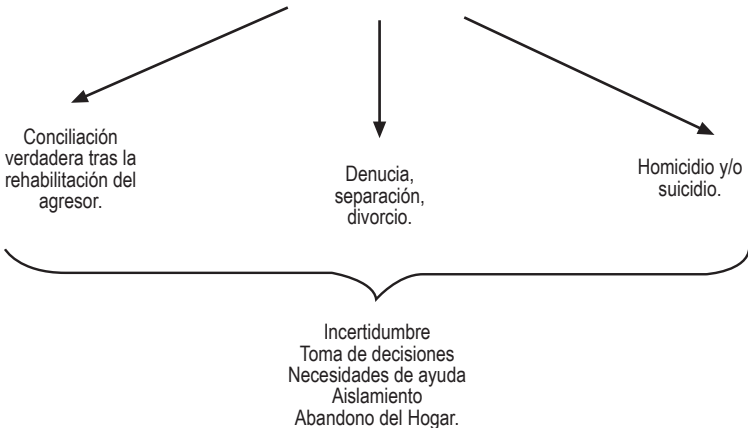 Conciliación
verdadera tras la
rehabilitación del
agresor.
Denucia,
separación,
divorcio.
Homicidio y/o
suicidio.
Incertidumbre
Toma de decisiones
Necesidades de ayuda
Aislamiento
Abandono del Hogar.